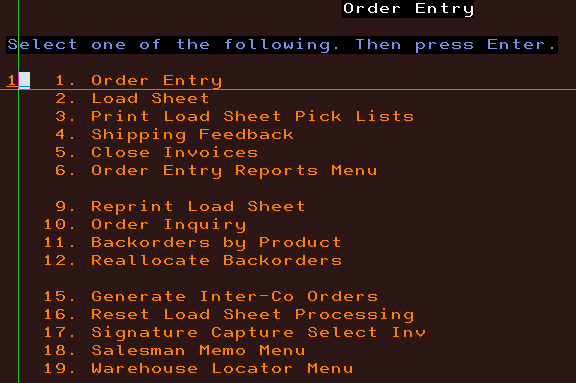 Order Entry
Select one of the following. Then press Enter.
1 1. Order Entry
2. Load Sheet
3. Print Load Sheet Pick Lists
4. Shipping Feedback
5. Close Invoices
6. Order Entry Reports Menu
9. Reprint Load Sheet
10. Order Inquiry
11. Backorders by Product
12. Reallocate Backorders
15. Generate Inter-Co Orders
16. Reset Load Sheet Processing
17. Signature Capture Select Inv
18. Salesman Memo Menu
19. Warehouse Locator Menu